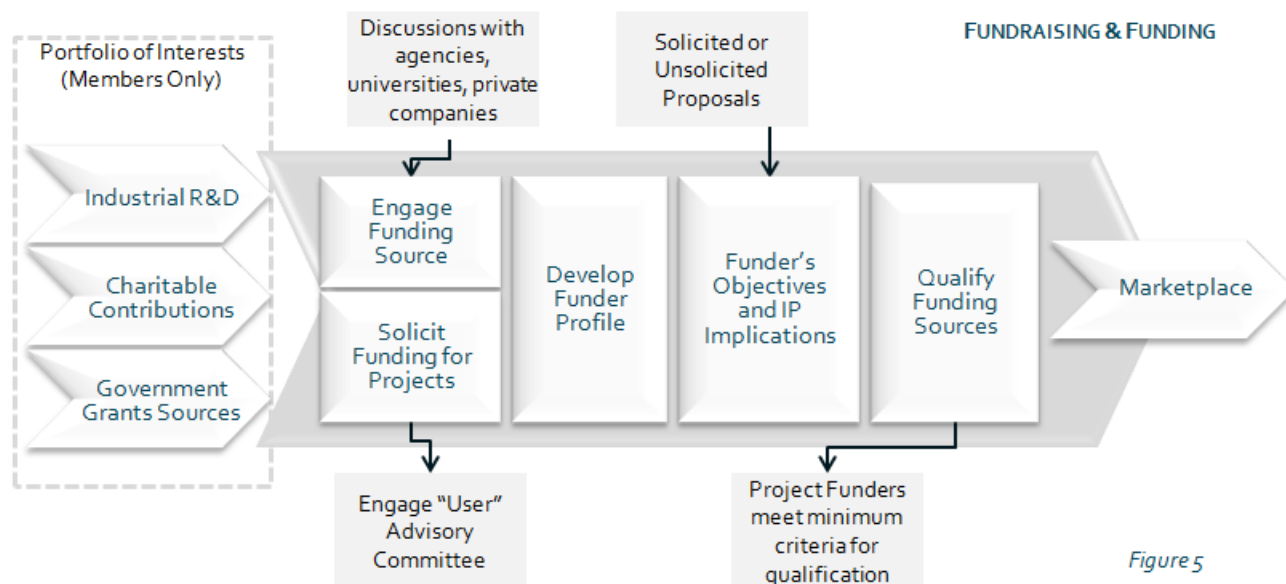 FUNDRAISING & FUNDING
Portfolio of Interests
(Members Only)
Discussions with
agencies,
universities, private
companies
Solicited or
Unsolicited
Proposals
Industrial R&D
Charitable
Contributions
Government
Grants Sources
Engage
Funding
Source
Solicit
Funding for
Projects
Develop
Funder
Profile
Funder’s
Objectives
and IP
Implications
Qualify
Funding
Sources
Marketplace
Engage “User”
Advisory
Committee
Project Funders
meet minimum
criteria for
qualification
Figure 5